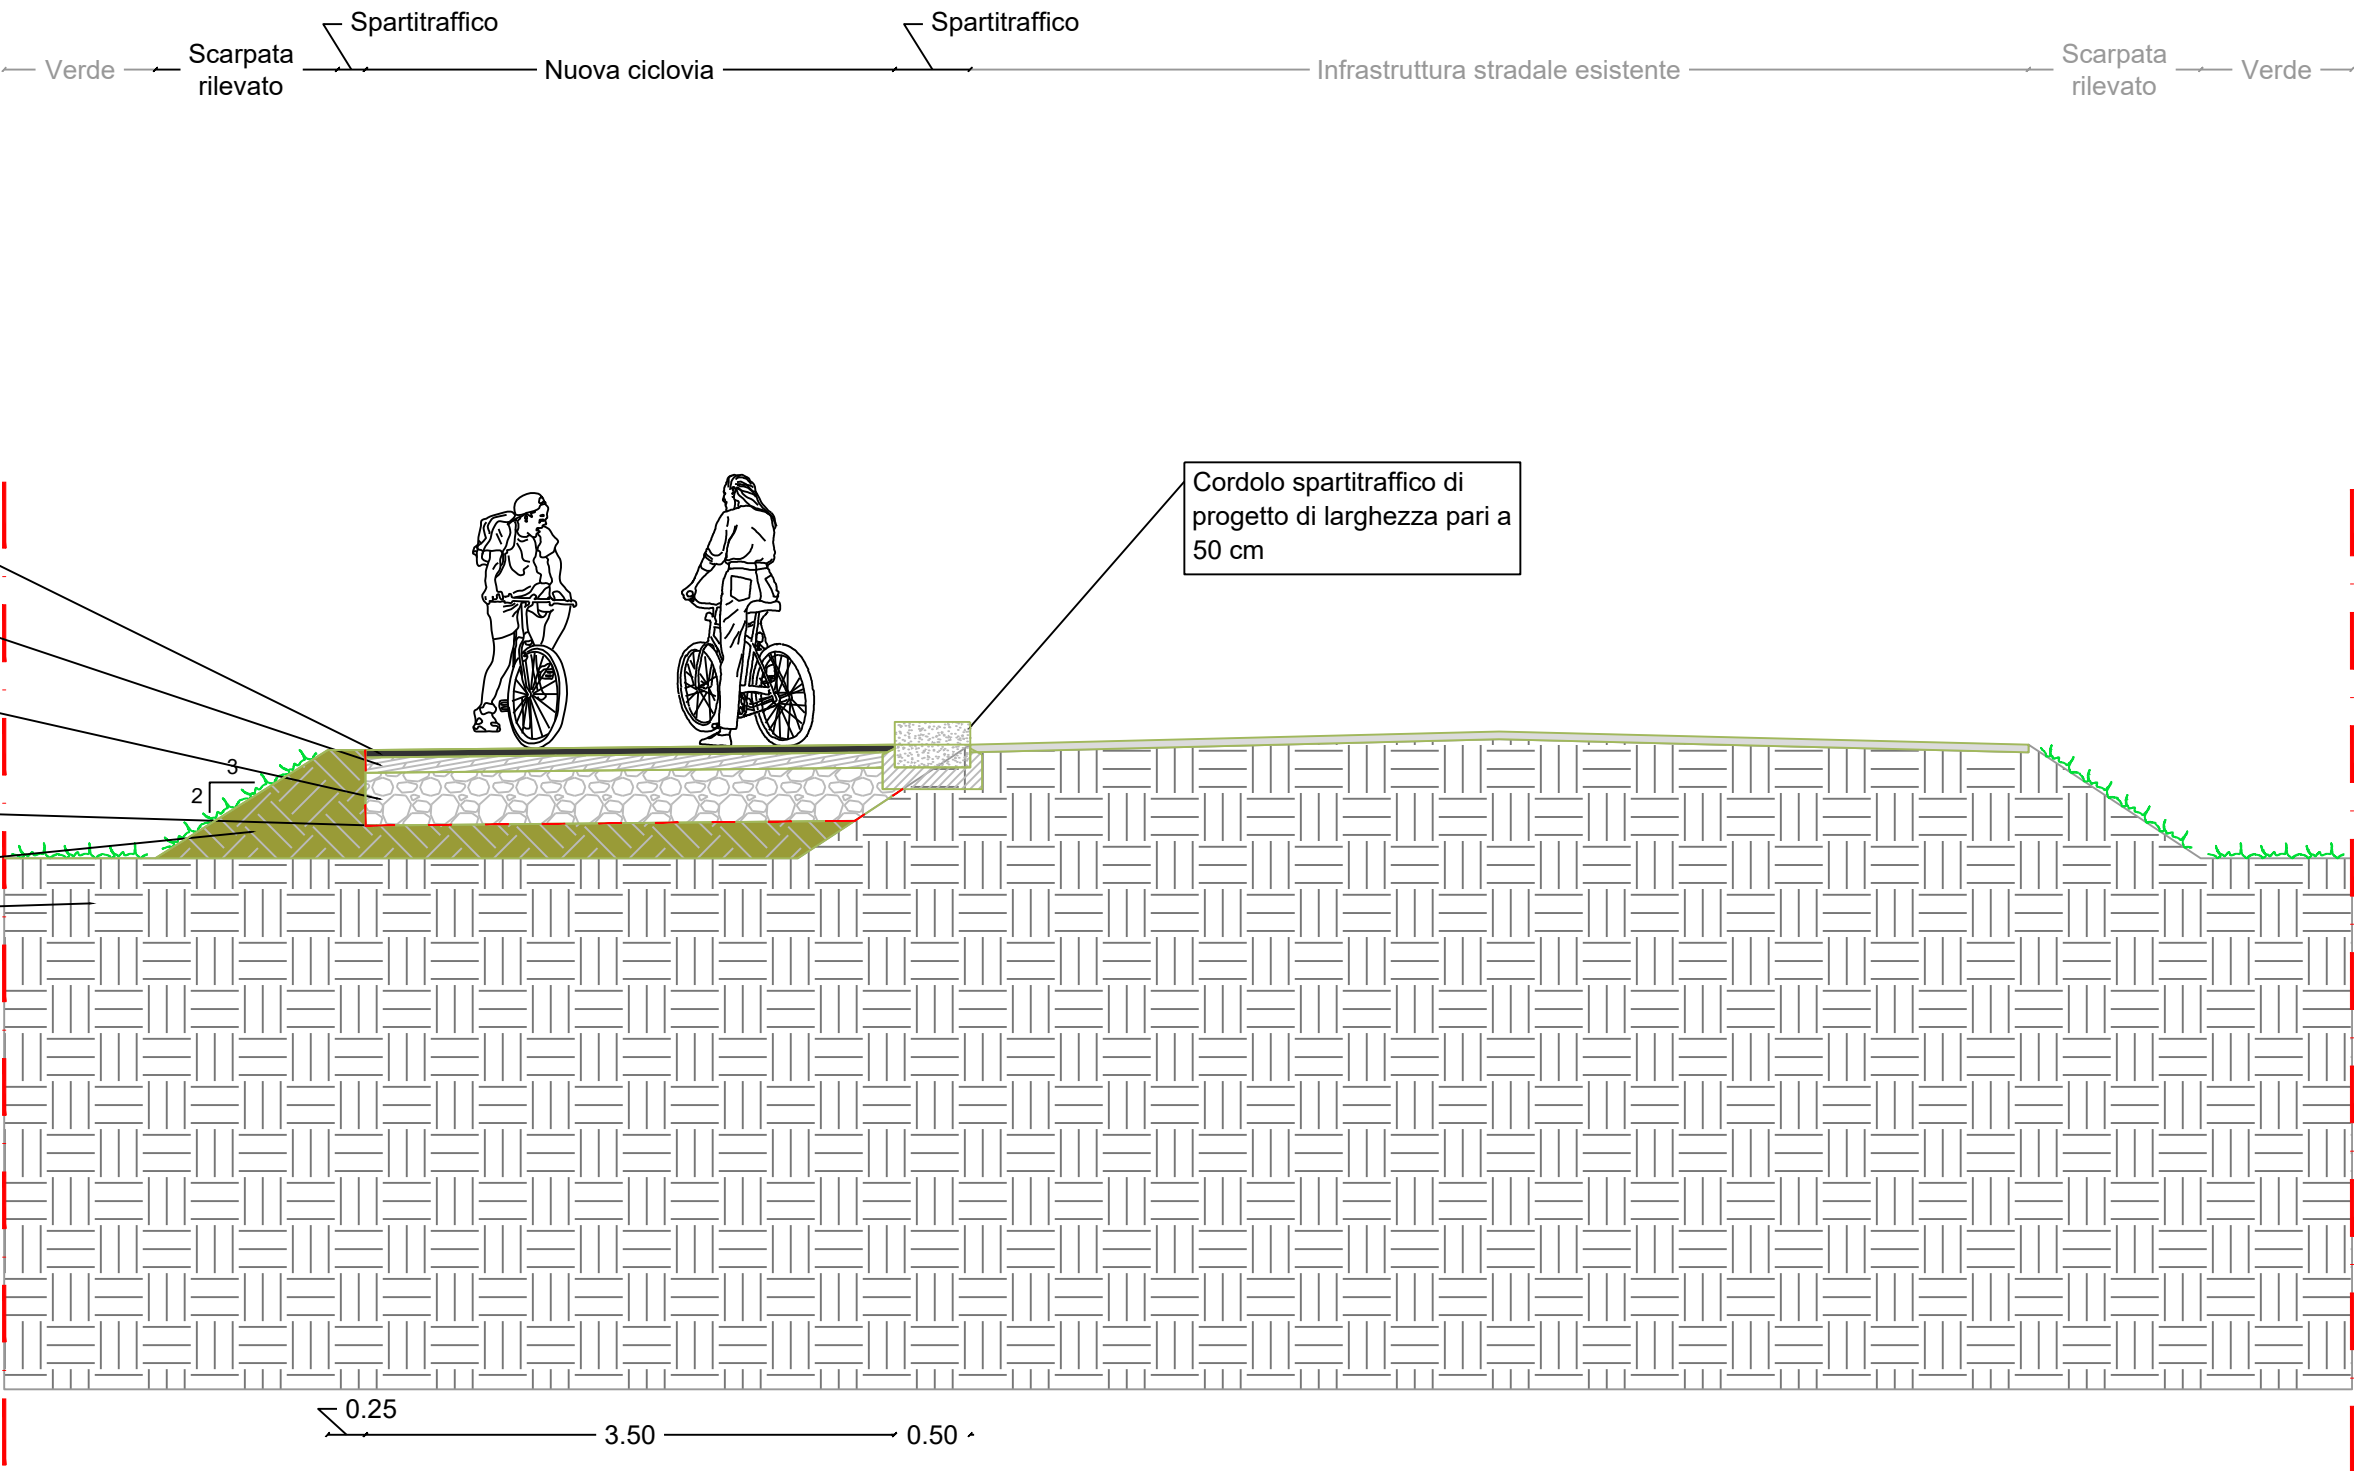 Spartitraffico
Spartitraffico
Verde
Scarpata
rilevato
Nuova ciclovia
Infrastruttura stradale esistente
Scarpata
rilevato
Verde
Cordolo spartitraffico di
progetto di larghezza pari a
50 cm
3
2
0.25
3.50
0.50